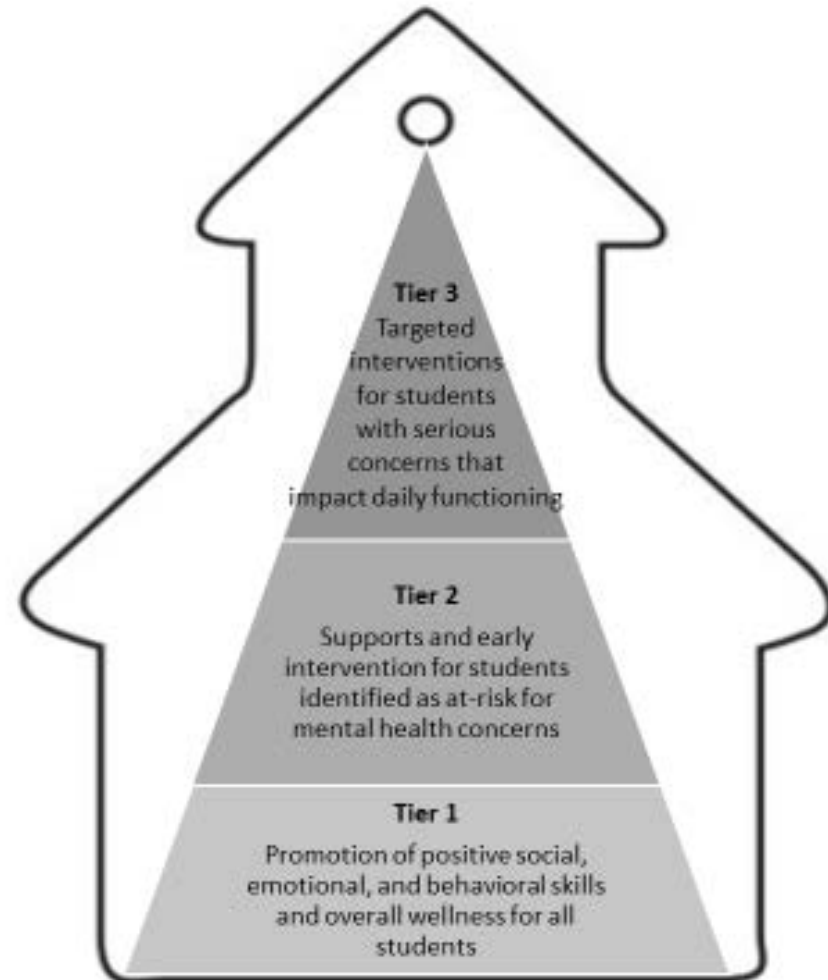 Tier 3
Targeted
interventions
for students
with serious
concerns that
impact daily functioning
Tier 2
Supports and early
intervention for students
identified as at-risk for
mental health concerns
Tier 1
Promotion of positive social,
emotional, and behavioral skills
and overall wellness for all
students